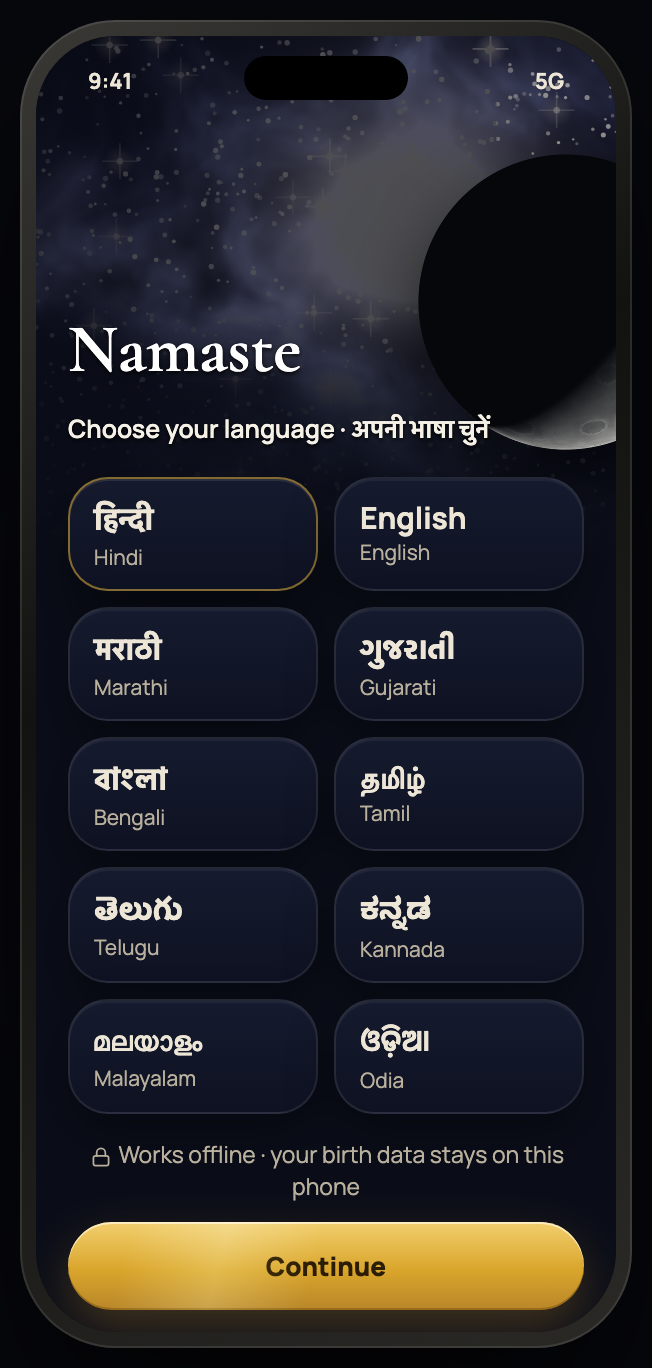 9:41
5G
Namaste
Choose your language · अपनी भाषा चुनें
हिन्दी
Hindi
English
English
मराठी
Marathi
ગુજરાતી
Gujarati
বাংলা
Bengali
தமிழ்
Tamil
తెలుగు
Telugu
ಕನ್ನಡ
Kannada
മലയാളം
Malayalam
ଓଡ଼ିଆ
Odia
Works offline · your birth data stays on this
phone
Continue